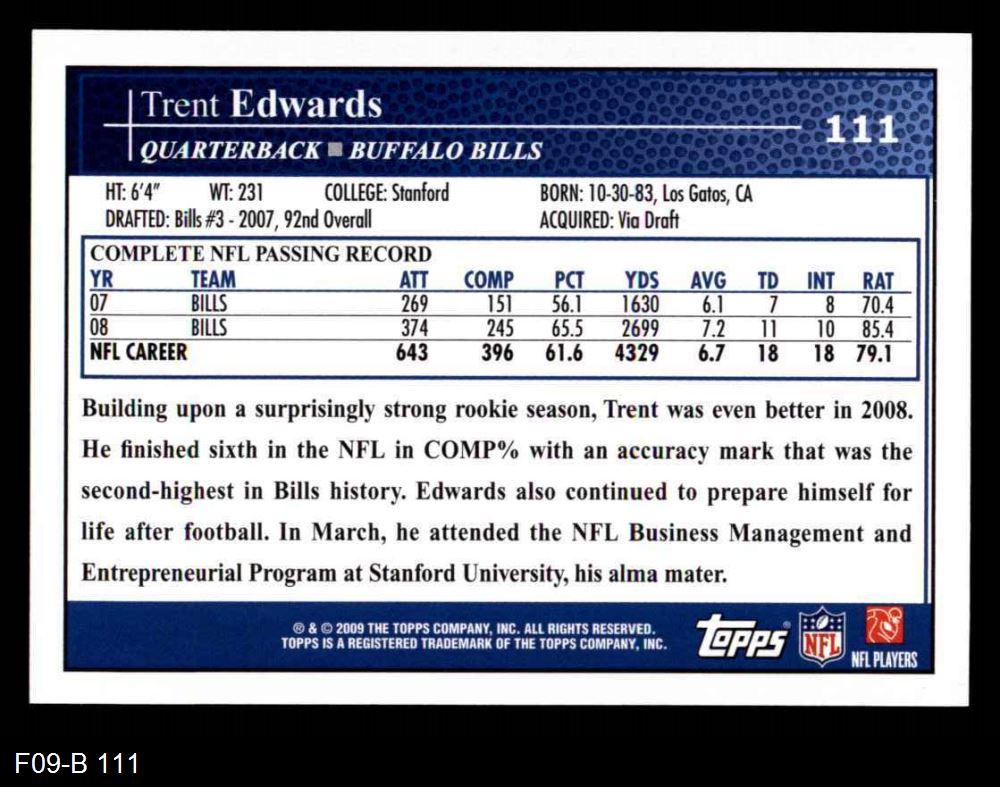 Trent Edwards
111
QUARTERBACK ■ BUFFALO BILLS
HT: 6'4" WT: 231 COLLEGE: Stanford BORN: 10-30-83, Los Gatos, CA
DRAFTED: Bills #3 - 2007, 92nd Overall ACQUIRED: Via Draft
COMPLETE NFL PASSING RECORD
YR TEAM ATT COMP PCT YDS AVG TD INT RAT
07 BILLS 269 151 56.1 1630 6.1 7 8 70.4
08 BILLS 374 245 65.5 2699 7.2 11 10 85.4
NFL CAREER 643 396 61.6 4329 6.7 18 18 79.1
Building upon a surprisingly strong rookie season, Trent was even better in 2008.
He finished sixth in the NFL in COMP% with an accuracy mark that was the
second-highest in Bills history. Edwards also continued to prepare himself for
life after football. In March, he attended the NFL Business Management and
Entrepreneurial Program at Stanford University, his alma mater.
® & © 2009 THE TOPPS COMPANY, INC. ALL RIGHTS RESERVED.
TOPPS IS A REGISTERED TRADEMARK OF THE TOPPS COMPANY, INC.
Topps®
NFL
NFL PLAYERS
F09-B 111